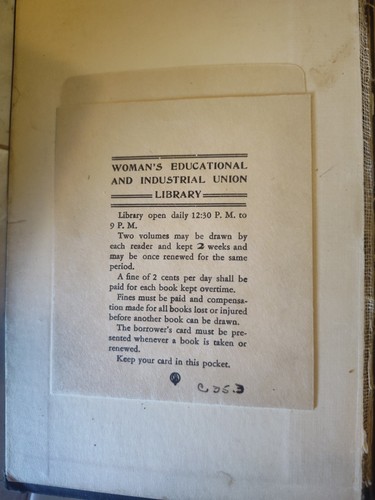 WOMAN'S EDUCATIONAL
AND INDUSTRIAL UNION
LIBRARY
Library open daily 12:30 P. M. to
9 P. M.
Two volumes may be drawn by
each reader and kept 2 weeks and
may be once renewed for the same
period.
A fine of 2 cents per day shall be
paid for each book kept overtime.
Fines must be paid and compensa-
tion made for all books lost or injured
before another book can be drawn.
The borrower's card must be pre-
sented whenever a book is taken or
renewed.
Keep your card in this pocket.